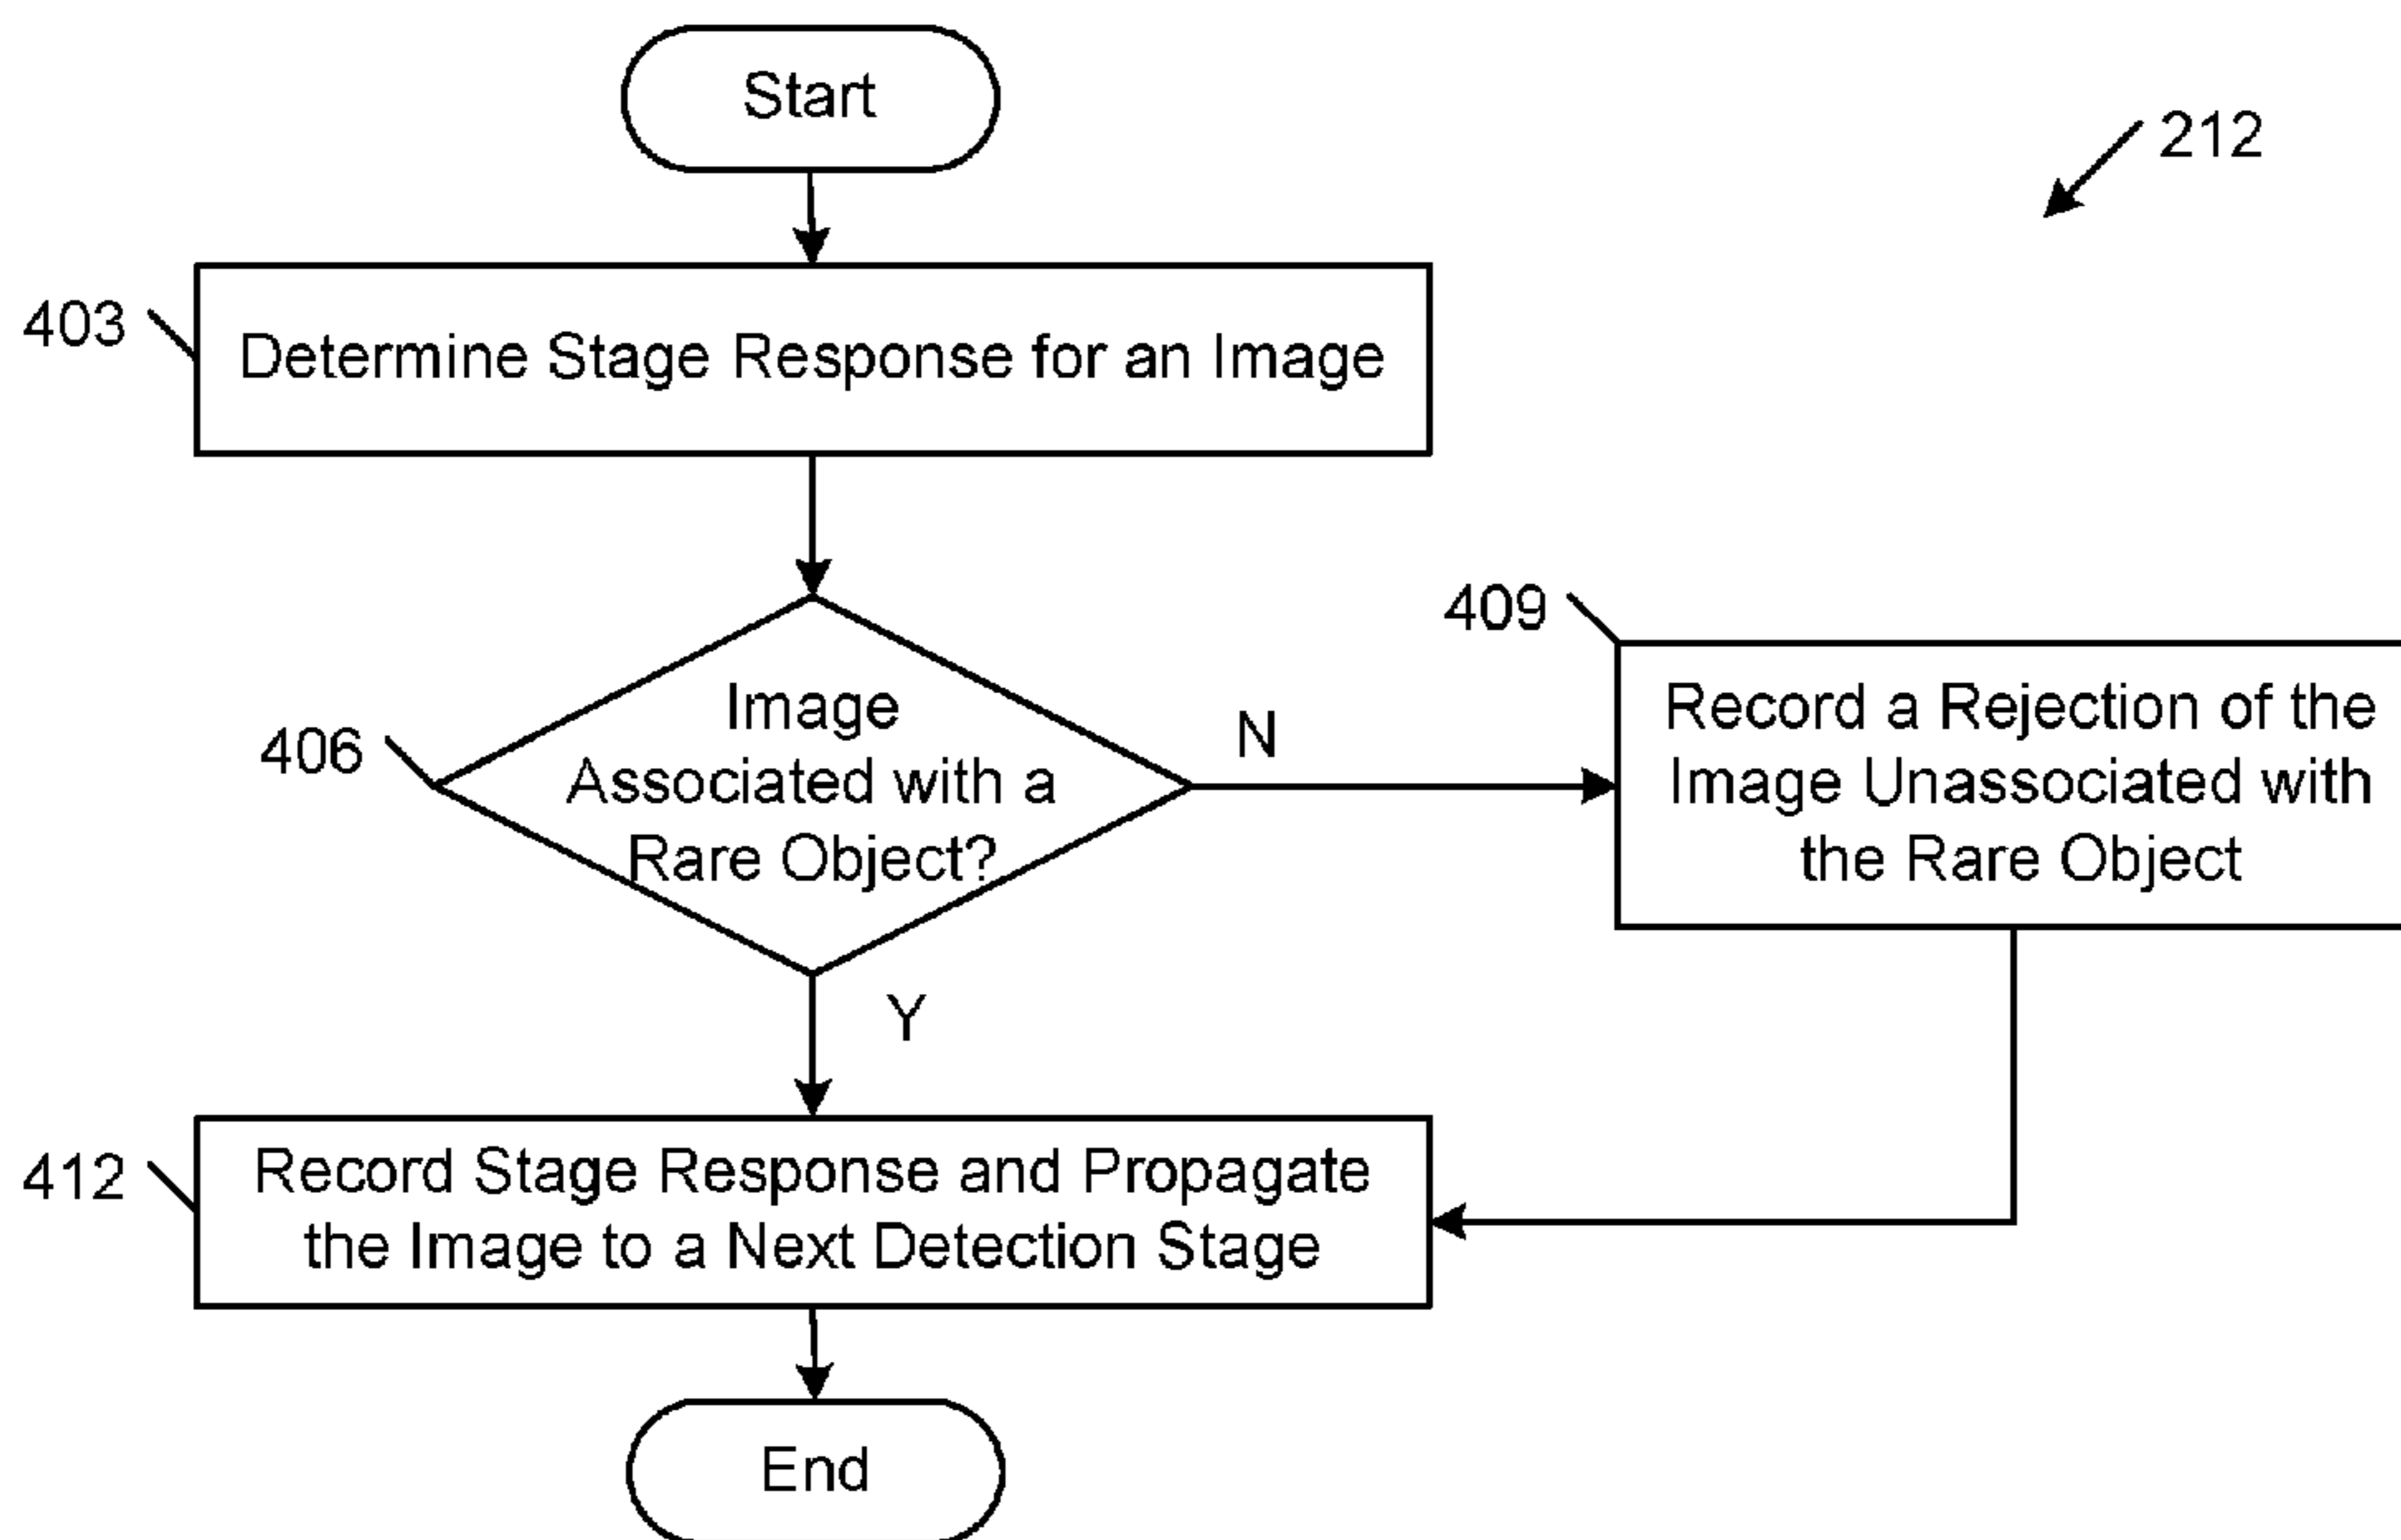 Start
212
403
Determine Stage Response for an Image
409
406
Image
Associated with a
Rare Object?
N
Record a Rejection of the
Image Unassociated with
the Rare Object
Y
412
Record Stage Response and Propagate
the Image to a Next Detection Stage
End